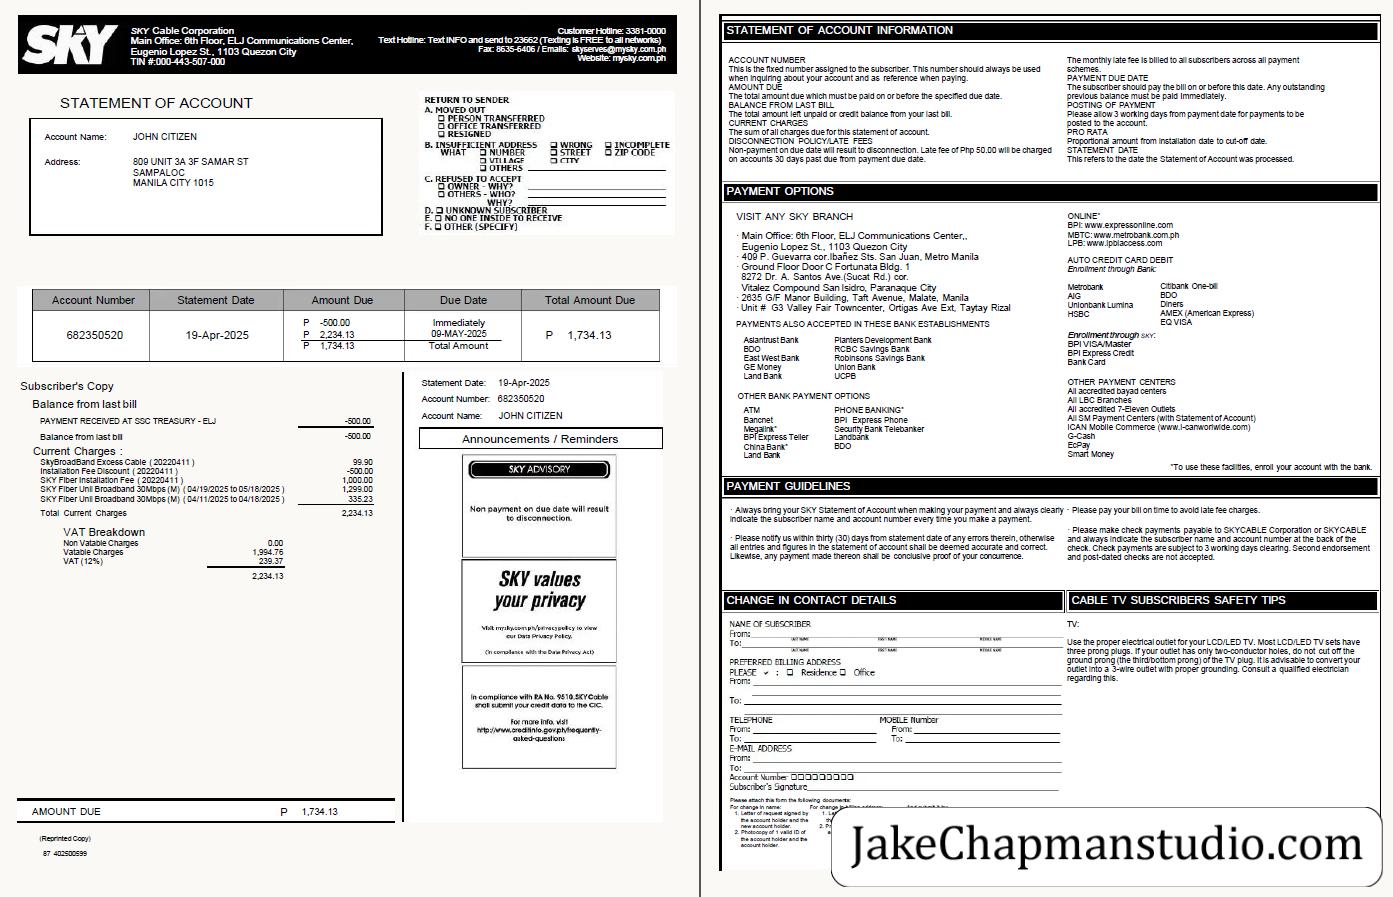 SKY
SKY Cable Corporation
Main Office: 6th Floor, ELJ Communications Center,
Eugenio Lopez St., 1103 Quezon City
TIN #:000-443-507-000
Customer Hotline: 3381-0000
Text Hotline: Text INFO and send to 23662 (Texting is FREE to all networks)
Fax: 8635-6406 / Emails: skyserves@mysky.com.ph
Website: mysky.com.ph
STATEMENT OF ACCOUNT
Account Name: JOHN CITIZEN
Address: 809 UNIT 3A 3F SAMAR ST
SAMPALOC
MANILA CITY 1015
RETURN TO SENDER
A. MOVED OUT
☐ PERSON TRANSFERRED
☐ OFFICE TRANSFERRED
☐ RESIGNED
B. INSUFFICIENT ADDRESS ☐ WRONG ☐ INCOMPLETE
WHAT ☐ NUMBER ☐ STREET ☐ ZIP CODE
☐ VILLAGE ☐ CITY
☐ OTHERS
C. REFUSED TO ACCEPT
☐ OWNER - WHY?
☐ OTHERS - WHO?
WHY?
D. ☐ UNKNOWN SUBSCRIBER
E. ☐ NO ONE INSIDE TO RECEIVE
F. ☐ OTHER (SPECIFY)
Account Number Statement Date Amount Due Due Date Total Amount Due
682350520 19-Apr-2025 P 1,734.13
P -500.00 Immediately
P 2,234.13 09-MAY-2025
P 1,734.13 Total Amount
Subscriber's Copy
Balance from last bill
PAYMENT RECEIVED AT SSC TREASURY - ELJ -500.00
Balance from last bill -500.00
Current Charges :
SkyBroadBand Excess Cable ( 20220411 ) 99.90
Installation Fee Discount ( 20220411 ) -500.00
SKY Fiber Installation Fee ( 20220411 ) 1,000.00
SKY Fiber Unli Broadband 30Mbps (M) ( 04/19/2025 to 05/18/2025 ) 1,299.00
SKY Fiber Unli Broadband 30Mbps (M) ( 04/11/2025 to 04/18/2025 ) 335.23
Total Current Charges 2,234.13
VAT Breakdown
Non Vatable Charges 0.00
Vatable Charges 1,994.76
VAT (12%) 239.37
2,234.13
AMOUNT DUE P 1,734.13
(Reprinted Copy)
87 402500599
Statement Date: 19-Apr-2025
Account Number: 682350520
Account Name: JOHN CITIZEN
Announcements / Reminders
SKY ADVISORY
Non payment on due date will result
to disconnection.
SKY values
your privacy
Visit mysky.com.ph/privacypolicy to view
our Data Privacy Policy.
(In compliance with the Data Privacy Act)
In compliance with RA No. 9510,SKYCable
shall submit your credit data to the CIC.
For more info, visit
http://www.creditinfo.gov.ph/frequently-
asked-questions
STATEMENT OF ACCOUNT INFORMATION
ACCOUNT NUMBER
This is the fixed number assigned to the subscriber. This number should always be used
when inquiring about your account and as reference when paying.
AMOUNT DUE
The total amount due which must be paid on or before the specified due date.
BALANCE FROM LAST BILL
The total amount left unpaid or credit balance from your last bill.
CURRENT CHARGES
The sum of all charges due for this statement of account.
DISCONNECTION POLICY/LATE FEES
Non-payment on due date will result to disconnection. Late fee of Php 50.00 will be charged
on accounts 30 days past due from payment due date.
The monthly late fee is billed to all subscribers across all payment
schemes.
PAYMENT DUE DATE
The subscriber should pay the bill on or before this date. Any outstanding
previous balance must be paid immediately.
POSTING OF PAYMENT
Please allow 3 working days from payment date for payments to be
posted to the account.
PRO RATA
Proportional amount from installation date to cut-off date.
STATEMENT DATE
This refers to the date the Statement of Account was processed.
PAYMENT OPTIONS
VISIT ANY SKY BRANCH
· Main Office: 6th Floor, ELJ Communications Center,,
Eugenio Lopez St., 1103 Quezon City
· 409 P. Guevarra cor.Ibañez Sts. San Juan, Metro Manila
· Ground Floor Door C Fortunata Bldg. 1
8272 Dr. A. Santos Ave.(Sucat Rd.) cor.
Vitalez Compound San Isidro, Paranaque City
· 2635 G/F Manor Building, Taft Avenue, Malate, Manila
· Unit # G3 Valley Fair Towncenter, Ortigas Ave Ext, Taytay Rizal
PAYMENTS ALSO ACCEPTED IN THESE BANK ESTABLISHMENTS
Asiantrust Bank Planters Development Bank
BDO RCBC Savings Bank
East West Bank Robinsons Savings Bank
GE Money Union Bank
Land Bank UCPB
OTHER BANK PAYMENT OPTIONS
ATM PHONE BANKING*
Bancnet BPI Express Phone
Megalink* Security Bank Telebanker
BPI Express Teller Landbank
China Bank* BDO
Land Bank
ONLINE*
BPI: www.expressonline.com
MBTC: www.metrobank.com.ph
LPB: www.lpbiaccess.com
AUTO CREDIT CARD DEBIT
Enrollment through Bank:
Metrobank Citibank One-bill
AIG BDO
Unionbank Lumina Diners
HSBC AMEX (American Express)
EQ VISA
Enrollment through SKY:
BPI VISA/Master
BPI Express Credit
Bank Card
OTHER PAYMENT CENTERS
All accredited bayad centers
All LBC Branches
All accredited 7-Eleven Outlets
All SM Payment Centers (with Statement of Account)
ICAN Mobile Commerce (www.i-canworlwide.com)
G-Cash
EcPay
Smart Money
*To use these facilities, enroll your account with the bank.
PAYMENT GUIDELINES
· Always bring your SKY Statement of Account when making your payment and always clearly
indicate the subscriber name and account number every time you make a payment.
· Please notify us within thirty (30) days from statement date of any errors therein, otherwise
all entries and figures in the statement of account shall be deemed accurate and correct.
Likewise, any payment made thereon shall be conclusive proof of your concurrence.
· Please pay your bill on time to avoid late fee charges.
· Please make check payments payable to SKYCABLE Corporation or SKYCABLE
and always indicate the subscriber name and account number at the back of the
check. Check payments are subject to 3 working days clearing. Second endorsement
and post-dated checks are not accepted.
CHANGE IN CONTACT DETAILS
NAME OF SUBSCRIBER
From:
LAST NAME FIRST NAME MIDDLE NAME
To:
LAST NAME FIRST NAME MIDDLE NAME
PREFERRED BILLING ADDRESS
PLEASE ✓ : ☐ Residence ☐ Office
From:
To:
TELEPHONE MOBILE Number
From: From:
To: To:
E-MAIL ADDRESS
From:
To:
Account Number ☐☐☐☐☐☐☐☐☐
Subscriber's Signature
Please attach this form the following documents:
For change in name:
1. Letter of request signed by
the account holder and the
new account holder.
2. Photocopy of 1 valid ID of
the account holder and the
account holder.
For change in
CABLE TV SUBSCRIBERS SAFETY TIPS
TV:
Use the proper electrical outlet for your LCD/LED TV. Most LCD/LED TV sets have
three prong plugs. If your outlet has only two-conductor holes, do not cut off the
ground prong (the third/bottom prong) of the TV plug. It is advisable to convert your
outlet into a 3-wire outlet with proper grounding. Consult a qualified electrician
regarding this.
JakeChapmanstudio.com